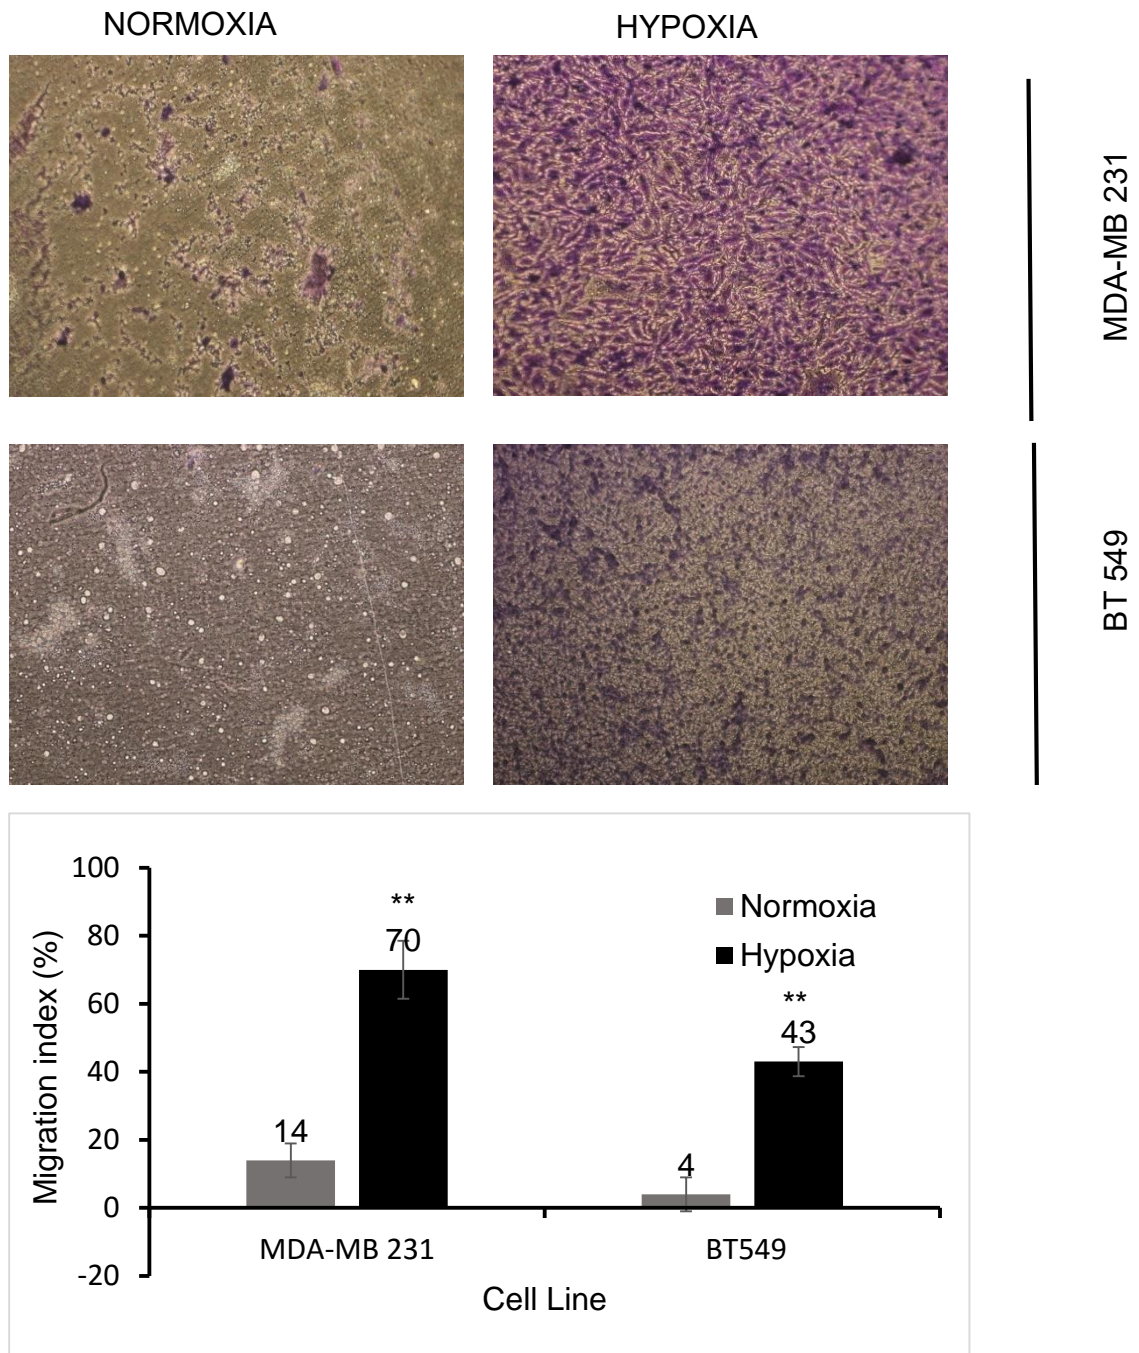 NORMOXIA
HYPOXIA
MDA-MB 231
BT 549
100
80
60
40
20
0
-20
Migration index (%)
**
70
14
**
43
4
Normoxia
Hypoxia
MDA-MB 231
BT549
Cell Line